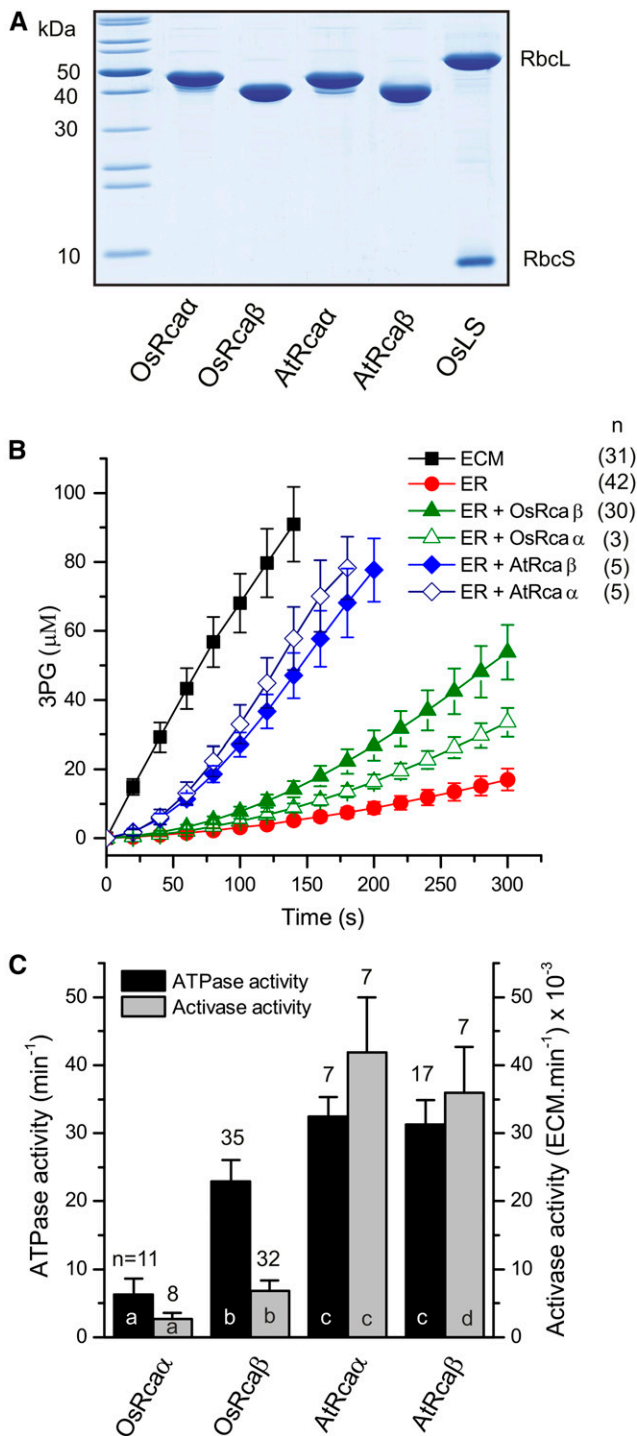 A
kDa
50
40
30
10
RbcL
RbcS
OsRcaα
OsRcaβ
AtRcaα
AtRcaβ
OsLS
B
n
ECM (31)
ER (42)
ER + OsRca β (30)
ER + OsRca α (3)
ER + AtRca β (5)
ER + AtRca α (5)
3PG (μM)
100
80
60
40
20
0
0 50 100 150 200 250 300
Time (s)
C
ATPase activity
Activase activity
ATPase activity (min⁻¹)
50
40
30
20
10
0
n=11
8
35
32
7
7
17
7
a
a
b
b
c
c
c
d
50
40
30
20
10
0
Activase activity (ECM.min⁻¹) x 10⁻³
OsRcaα
OsRcaβ
AtRcaα
AtRcaβ